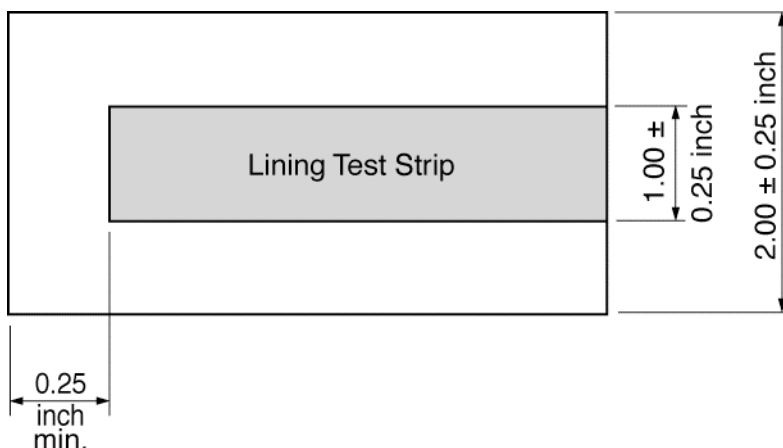 Lining Test Strip
1.00 ±
0.25 inch
2.00 ± 0.25 inch
0.25
inch
min.